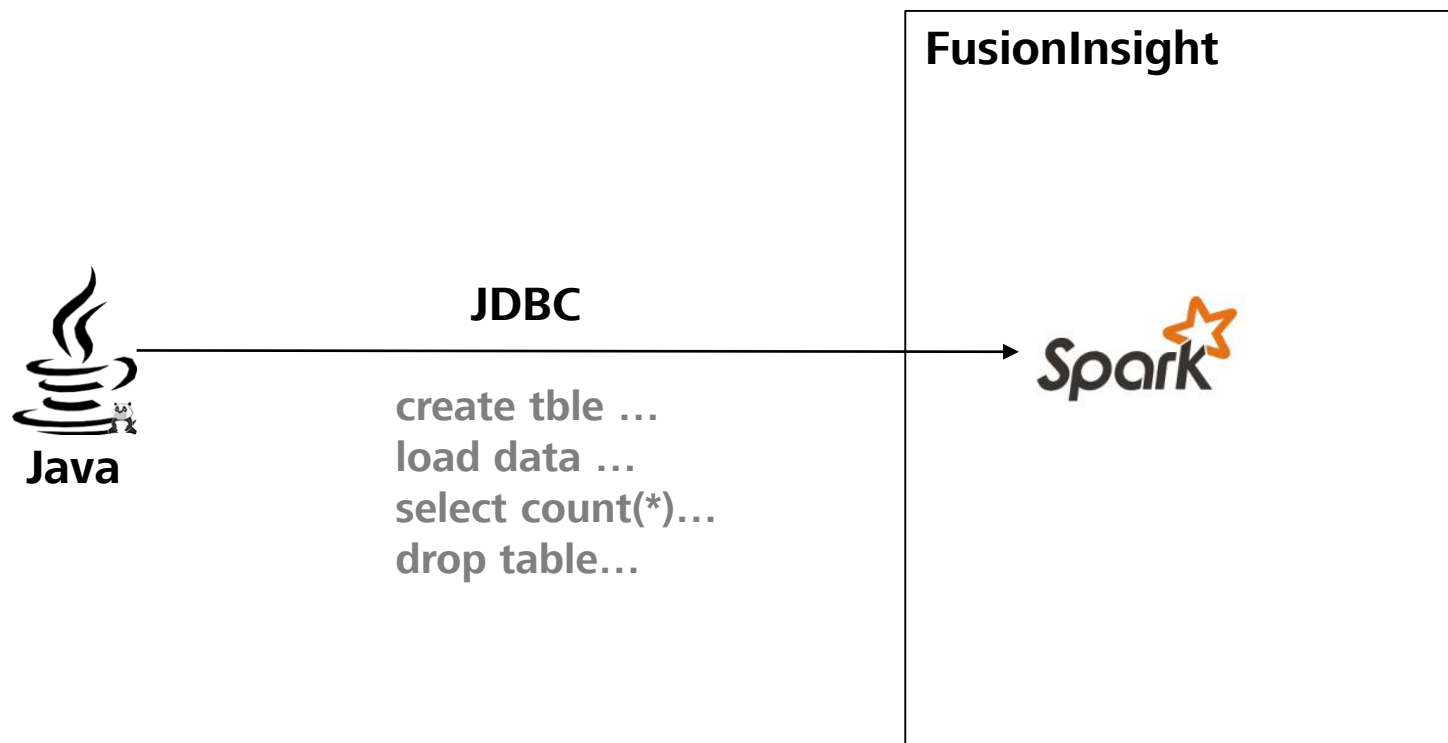 FusionInsight
JDBC
Spark
create tble …
load data …
select count(*)…
drop table…
Java